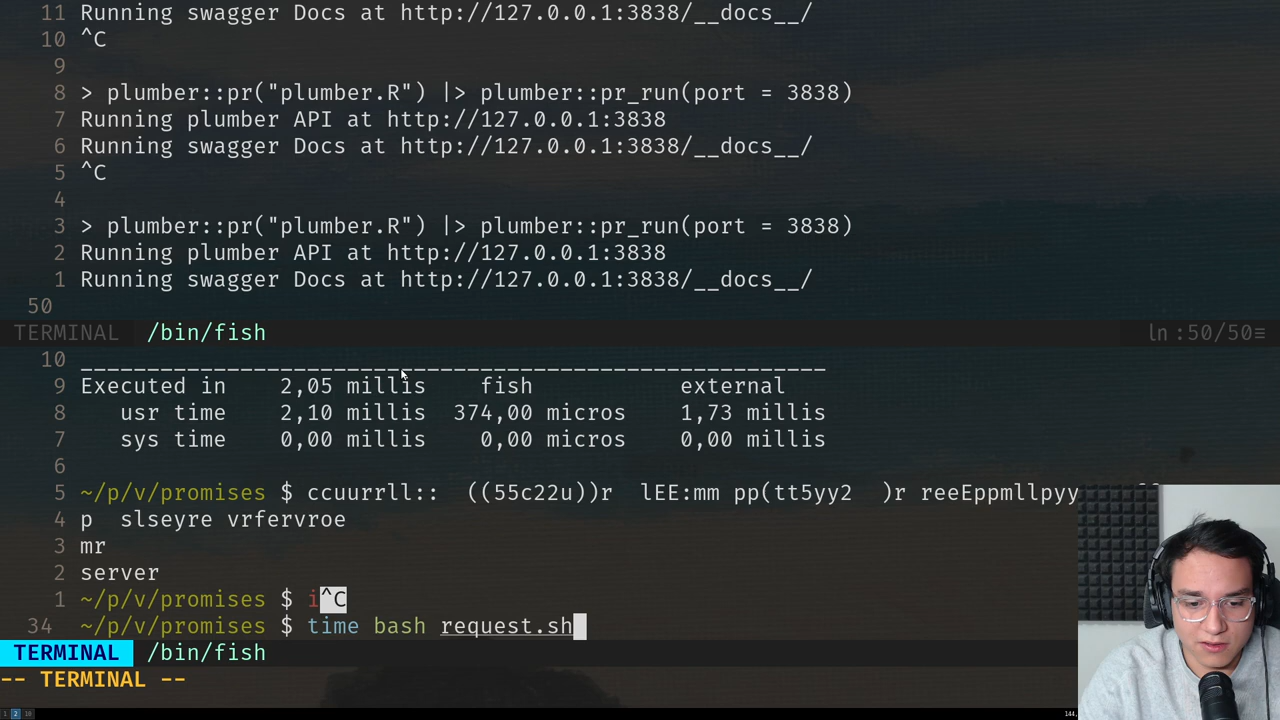 11 Running swagger Docs at http://127.0.0.1:3838/__docs__/
10 ^C
9
8 > plumber::pr("plumber.R") |> plumber::pr_run(port = 3838)
7 Running plumber API at http://127.0.0.1:3838
6 Running swagger Docs at http://127.0.0.1:3838/__docs__/
5 ^C
4
3 > plumber::pr("plumber.R") |> plumber::pr_run(port = 3838)
2 Running plumber API at http://127.0.0.1:3838
1 Running swagger Docs at http://127.0.0.1:3838/__docs__/
50
TERMINAL /bin/fish ln :50/50≡
10 ________________________________________________________
9 Executed in 2,05 millis fish external
8 usr time 2,10 millis 374,00 micros 1,73 millis
7 sys time 0,00 millis 0,00 micros 0,00 millis
6
5 ~/p/v/promises $ ccuurrll:: ((55c22u))r lEE:mm pp(tt5yy2 )r reeEppmllpyy
4 p slseyre vrfervroe
3 mr
2 server
1 ~/p/v/promises $ i^C
34 ~/p/v/promises $ time bash request.sh
TERMINAL /bin/fish
-- TERMINAL --
1 2 10 144,